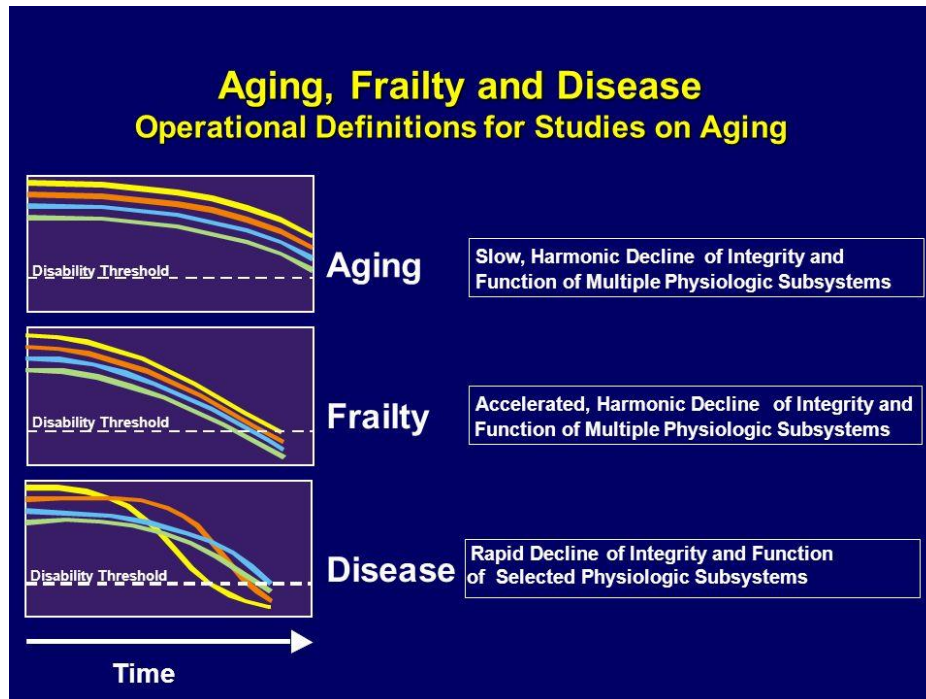 Aging, Frailty and Disease
Operational Definitions for Studies on Aging
Disability Threshold
Aging
Slow, Harmonic Decline of Integrity and
Function of Multiple Physiologic Subsystems
Disability Threshold
Frailty
Accelerated, Harmonic Decline of Integrity and
Function of Multiple Physiologic Subsystems
Disability Threshold
Disease
Rapid Decline of Integrity and Function
of Selected Physiologic Subsystems
Time